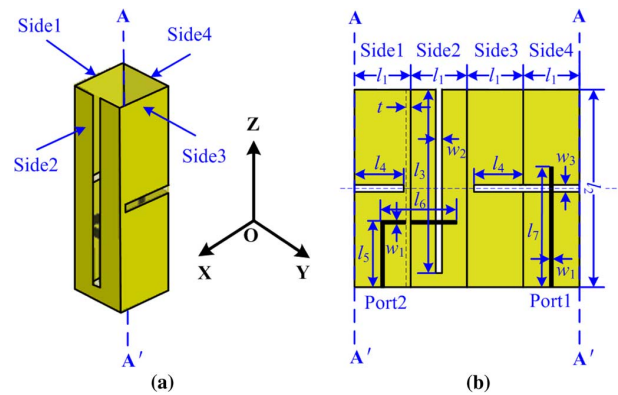 A
Side1
Side4
Side2
Side3
Z
O
X
Y
A′
(a)
A
A
Side1 Side2 Side3 Side4
l1 l1 l1 l1
t
w2
l4
l3
l4
w3
l2
l6
l7
l5
w1
w1
Port2
Port1
A′
A′
(b)